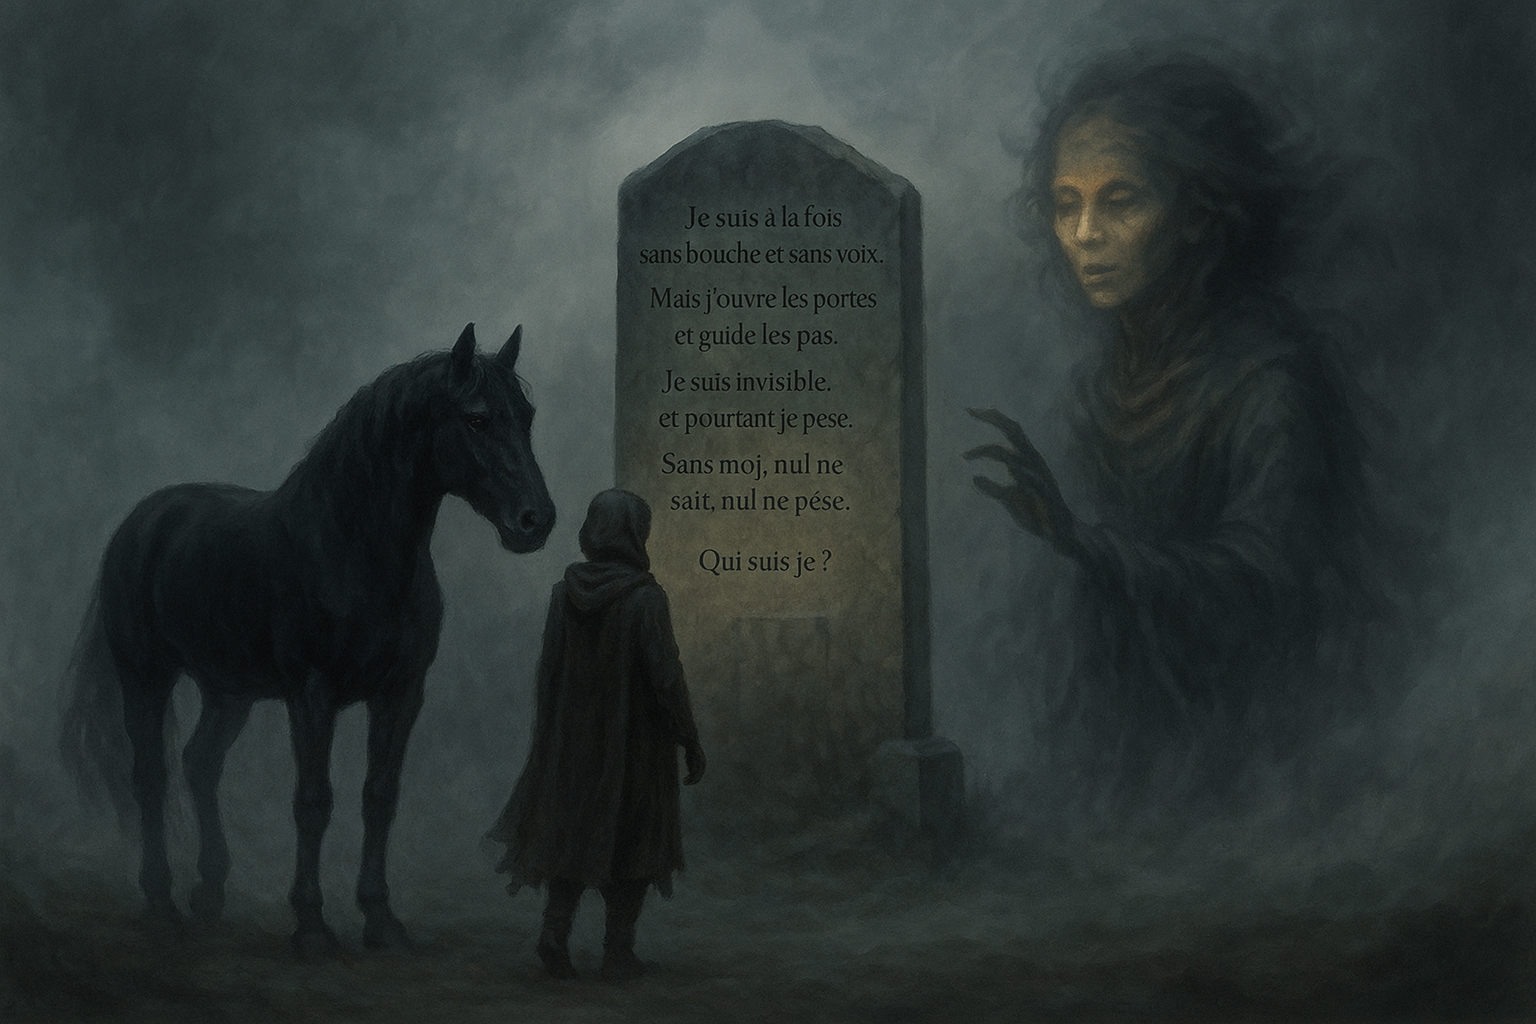 Je suis à la fois
sans bouche et sans voix.
Mais j'ouvre les portes
et guide les pas.
Je suis invisible.
et pourtant je pese.
Sans moj, nul ne
sait, nul ne pése.
Qui suis je ?